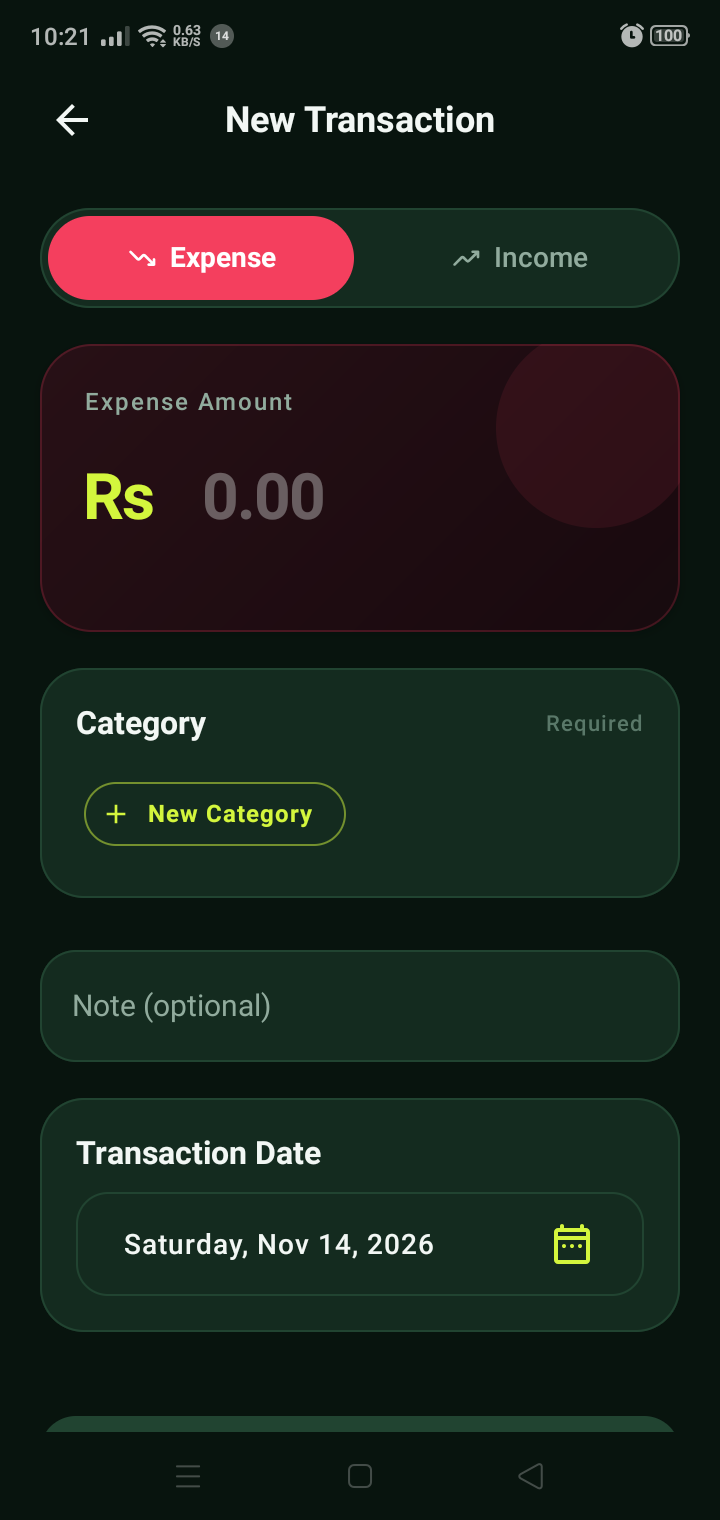 10:21 0.63 KB/S 14 100
New Transaction
Expense Income
Expense Amount
Rs 0.00
Category Required
+ New Category
Note (optional)
Transaction Date
Saturday, Nov 14, 2026